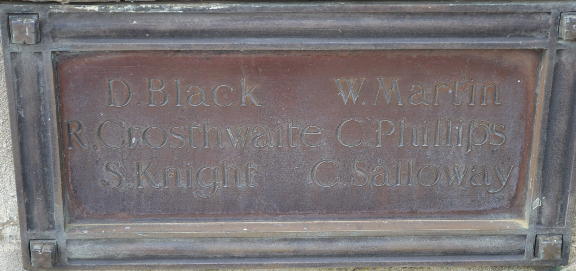 D. Black W. Martin
R. Crosthwaite C. Phillips
S. Knight C. Salloway